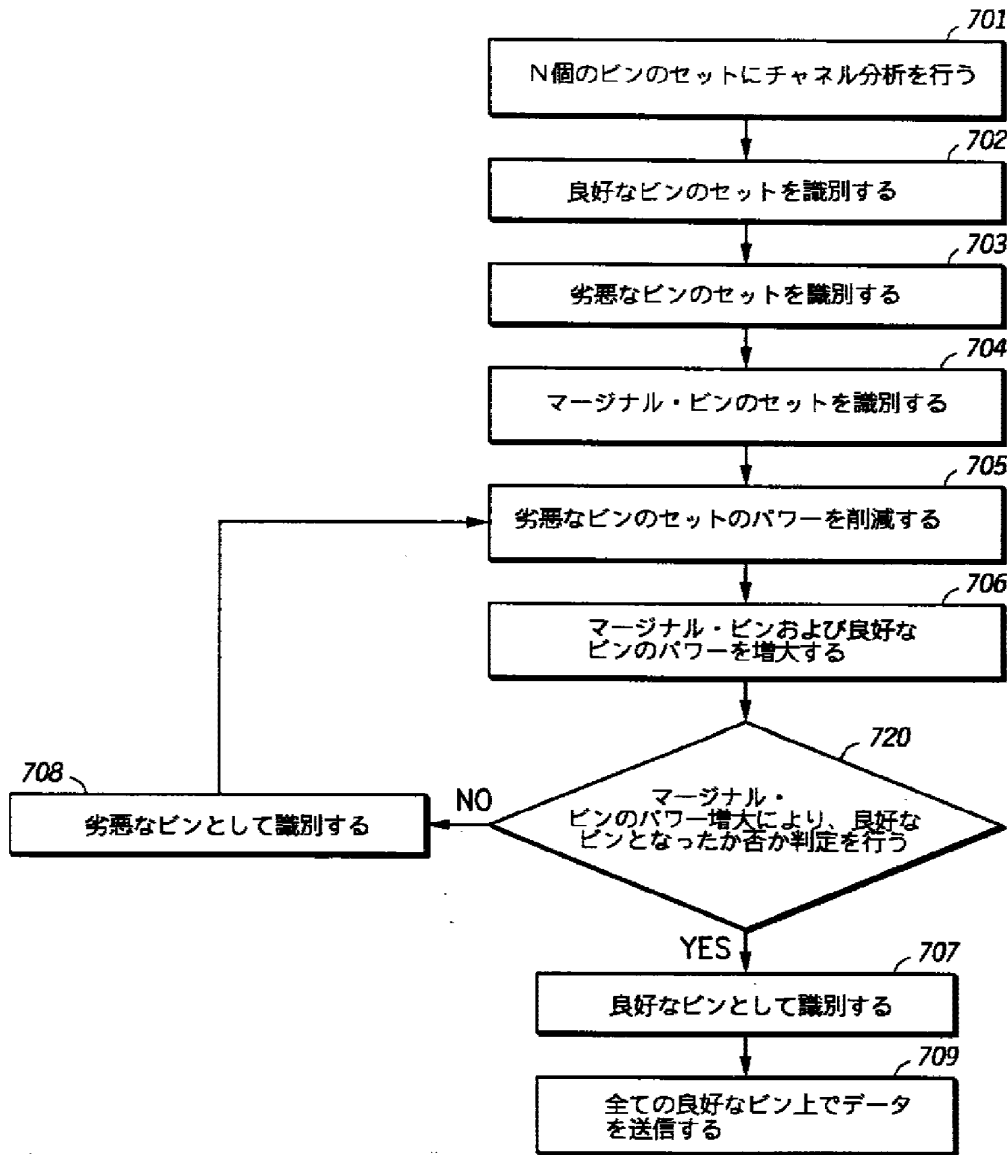 701
N個のビンのセットにチャネル分析を行う
702
良好なビンのセットを識別する
703
劣悪なビンのセットを識別する
704
マージナル・ビンのセットを識別する
705
劣悪なビンのセットのパワーを削減する
706
マージナル・ビンおよび良好な
ビンのパワーを増大する
720
マージナル・
ビンのパワー増大により、良好な
ビンとなったか否か判定を行う
NO
708
劣悪なビンとして識別する
YES
707
良好なビンとして識別する
709
全ての良好なビン上でデータ
を送信する